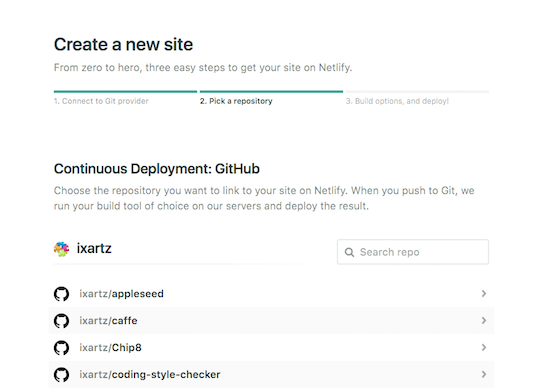 Create a new site
From zero to hero, three easy steps to get your site on Netlify.
1. Connect to Git provider
2. Pick a repository
3. Build options, and deploy!
Continuous Deployment: GitHub
Choose the repository you want to link to your site on Netlify. When you push to Git, we
run your build tool of choice on our servers and deploy the result.
ixartz
Search repo
ixartz/appleseed
ixartz/caffe
ixartz/Chip8
ixartz/coding-style-checker